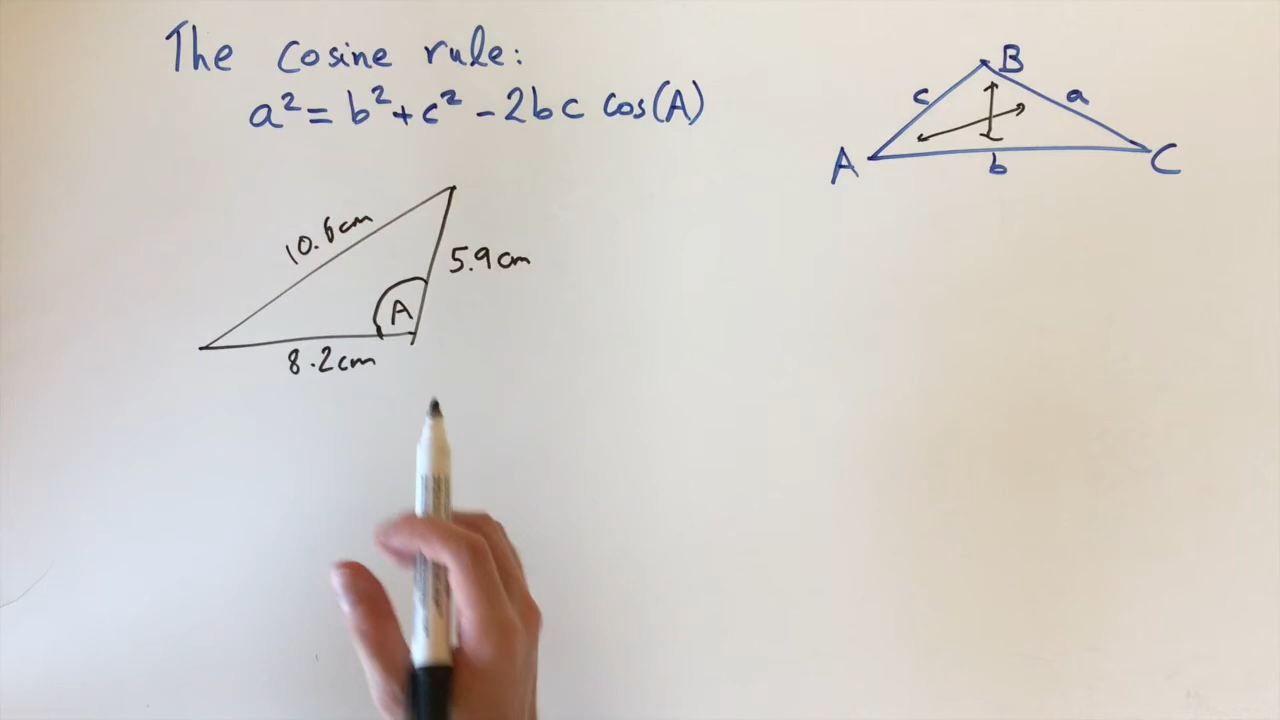 The cosine rule:
a² = b² + c² - 2bc cos(A)
B
c
a
A
b
C
10.6cm
5.9cm
A
8.2cm